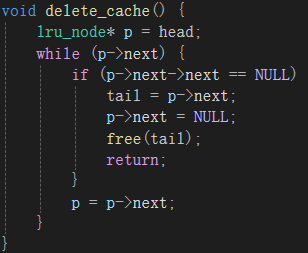 void delete_cache() {
    lru_node* p = head;
    while (p->next) {
        if (p->next->next == NULL)
            tail = p->next;
            p->next = NULL;
            free(tail);
            return;
        }
        p = p->next;
    }
}